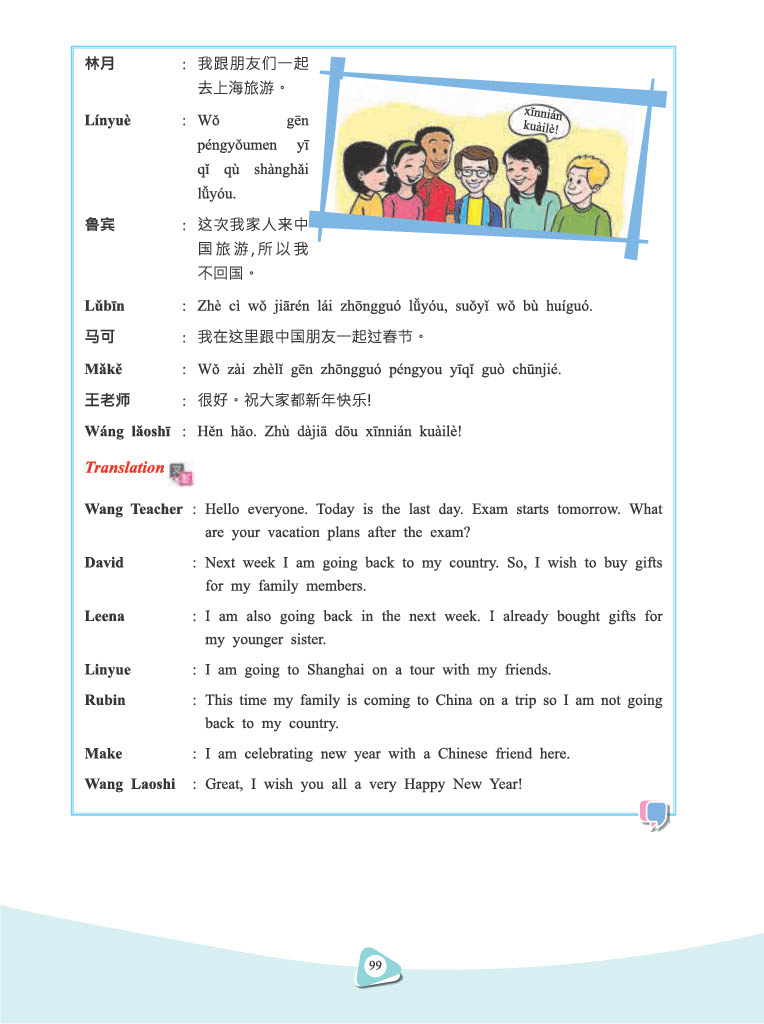 林月 : 我跟朋友们一起
去上海旅游。
xīnnián
kuàilè!
Línyuè : Wǒ gēn
péngyǒumen yī
qǐ qù shànghǎi
lǚyóu.
鲁宾 : 这次我家人来中
国旅游,所以我
不回国。
Lǔbīn : Zhè cì wǒ jiārén lái zhōngguó lǚyóu, suǒyǐ wǒ bù huíguó.
马可 : 我在这里跟中国朋友一起过春节。
Mǎkě : Wǒ zài zhèlǐ gēn zhōngguó péngyou yīqǐ guò chūnjié.
王老师 : 很好。祝大家都新年快乐!
Wáng lǎoshī : Hěn hǎo. Zhù dàjiā dōu xīnnián kuàilè!
Translation
Wang Teacher : Hello everyone. Today is the last day. Exam starts tomorrow. What
are your vacation plans after the exam?
David : Next week I am going back to my country. So, I wish to buy gifts
for my family members.
Leena : I am also going back in the next week. I already bought gifts for
my younger sister.
Linyue : I am going to Shanghai on a tour with my friends.
Rubin : This time my family is coming to China on a trip so I am not going
back to my country.
Make : I am celebrating new year with a Chinese friend here.
Wang Laoshi : Great, I wish you all a very Happy New Year!
99